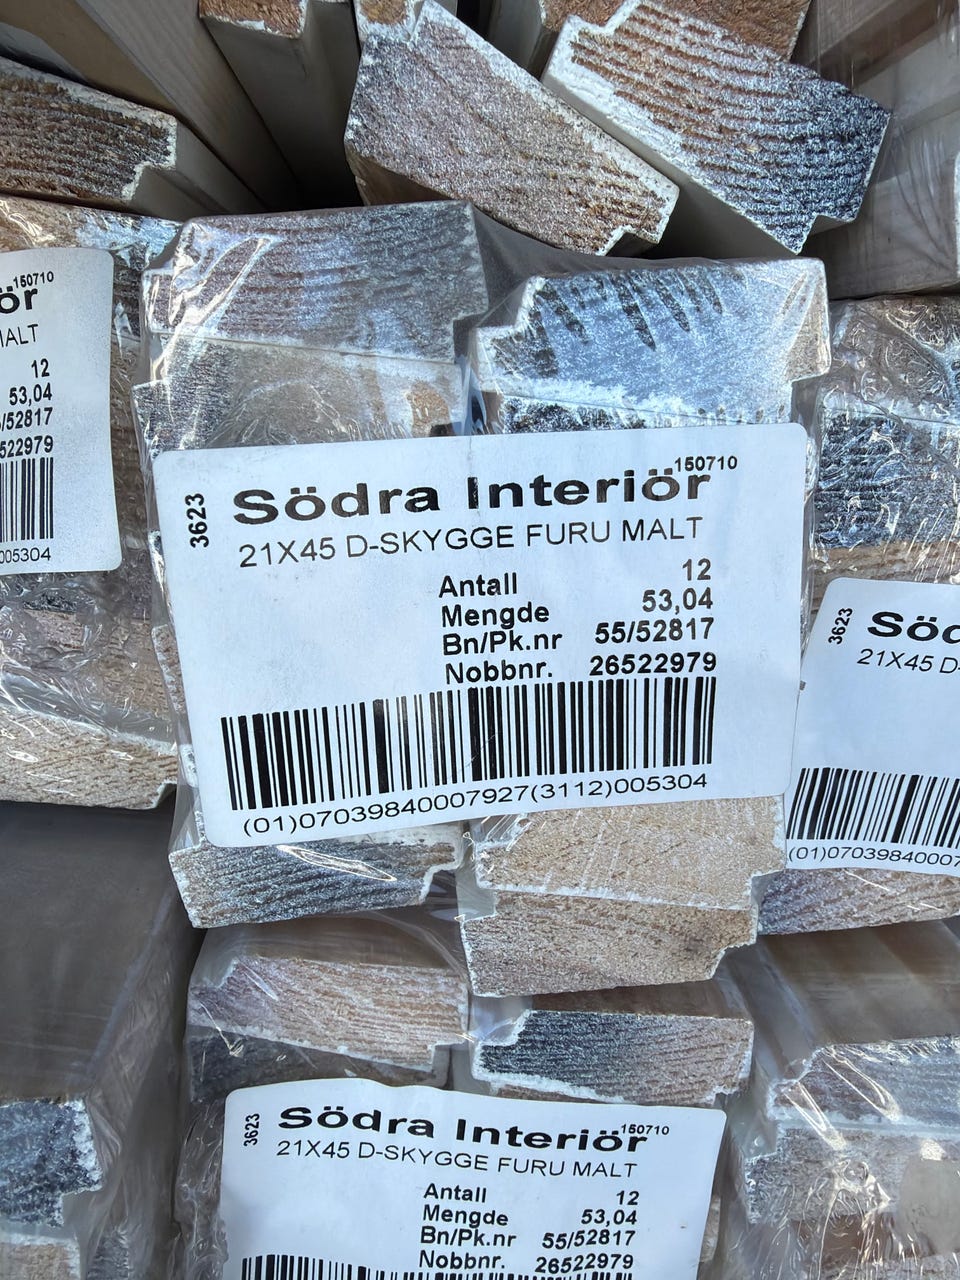 150710
ör
ALT
12
53,04
/52817
522979
005304
150710
3623
Södra Interiör
21X45 D-SKYGGE FURU MALT
Antall 12
Mengde 53,04
Bn/Pk.nr 55/52817
Nobbnr. 26522979
(01)07039840007927(3112)005304
3623
Söd
21X45 D-
(01)07039840007
150710
3623
Södra Interiör
21X45 D-SKYGGE FURU MALT
Antall 12
Mengde 53,04
Bn/Pk.nr 55/52817
Nobbnr. 26522979